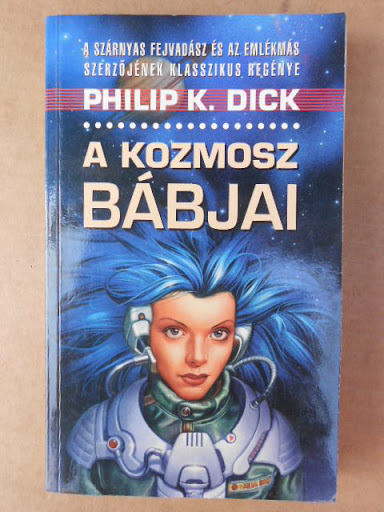 A SZÁRNYAS FEJVADÁSZ ÉS AZ EMLÉKMÁS
SZERZŐJÉNEK KLASSZIKUS REGÉNYE
PHILIP K. DICK
A KOZMOSZ
BÁBJAI